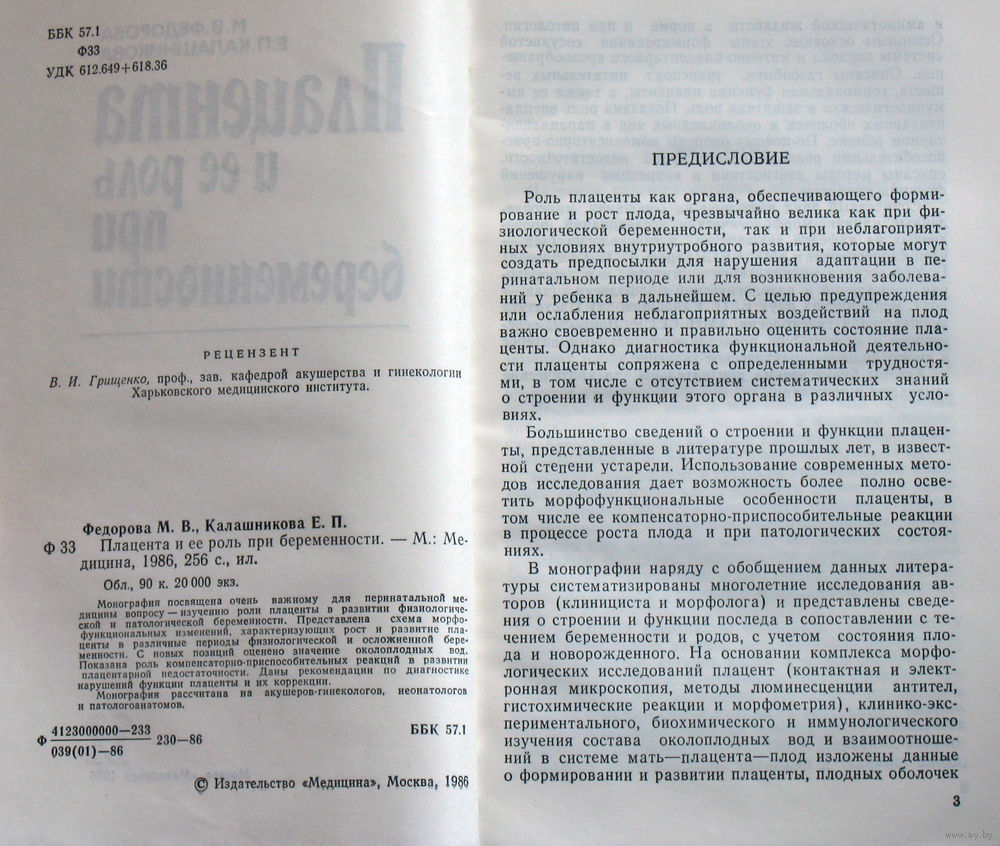 ББК 57.1
Ф33
УДК 612.649+618.36
РЕЦЕНЗЕНТ
В. И. Грищенко, проф., зав. кафедрой акушерства и гинекологии
Харьковского медицинского института.
Федорова М. В., Калашникова Е. П.
Ф 33 Плацента и ее роль при беременности. — М.: Ме-
дицина, 1986, 256 с., ил.
Обл., 90 к. 20 000 экз.
Монография посвящена очень важному для перинатальной ме-
дицины вопросу — изучению роли плаценты в развитии физиологиче-
ской и патологической беременности. Представлена схема морфо-
функциональных изменений, характеризующих рост и развитие пла-
центы в различные периоды физиологической и осложненной бере-
менности. С новых позиций оценено значение околоплодных вод.
Показана роль компенсаторно-приспособительных реакций в развитии
плацентарной недостаточности. Даны рекомендации по диагностике
нарушений функции плаценты и их коррекции.
Монография рассчитана на акушеров-гинекологов, неонатологов
и патологоанатомов.
Ф 4123000000—233
039(01)—86 230—86
ББК 57.1
© Издательство «Медицина», Москва, 1986
ПРЕДИСЛОВИЕ
Роль плаценты как органа, обеспечивающего форми-
рование и рост плода, чрезвычайно велика как при фи-
зиологической беременности, так и при неблагоприят-
ных условиях внутриутробного развития, которые могут
создать предпосылки для нарушения адаптации в пе-
ринатальном периоде или для возникновения заболева-
ний у ребенка в дальнейшем. С целью предупреждения
или ослабления неблагоприятных воздействий на плод
важно своевременно и правильно оценить состояние пла-
центы. Однако диагностика функциональной деятельно-
сти плаценты сопряжена с определенными трудностя-
ми, в том числе с отсутствием систематических знаний
о строении и функции этого органа в различных усло-
виях.
Большинство сведений о строении и функции плацен-
ты, представленные в литературе прошлых лет, в извест-
ной степени устарели. Использование современных мето-
дов исследования дает возможность более полно осве-
тить морфофункциональные особенности плаценты, в
том числе ее компенсаторно-приспособительные реакции
в процессе роста плода и при патологических состоя-
ниях.
В монографии наряду с обобщением данных литера-
туры систематизированы многолетние исследования ав-
торов (клинициста и морфолога) и представлены сведе-
ния о строении и функции последа в сопоставлении с те-
чением беременности и родов, с учетом состояния пло-
да и новорожденного. На основании комплекса морфо-
логических исследований плацент (контактная и элект-
ронная микроскопия, методы люминесценции антител,
гистохимические реакции и морфометрия), клинико-экс-
периментального, биохимического и иммунологического
изучения состава околоплодных вод и взаимоотноше-
ний в системе мать—плацента—плод изложены данные
о формировании и развитии плаценты, плодных оболочек
3
www.ay.by